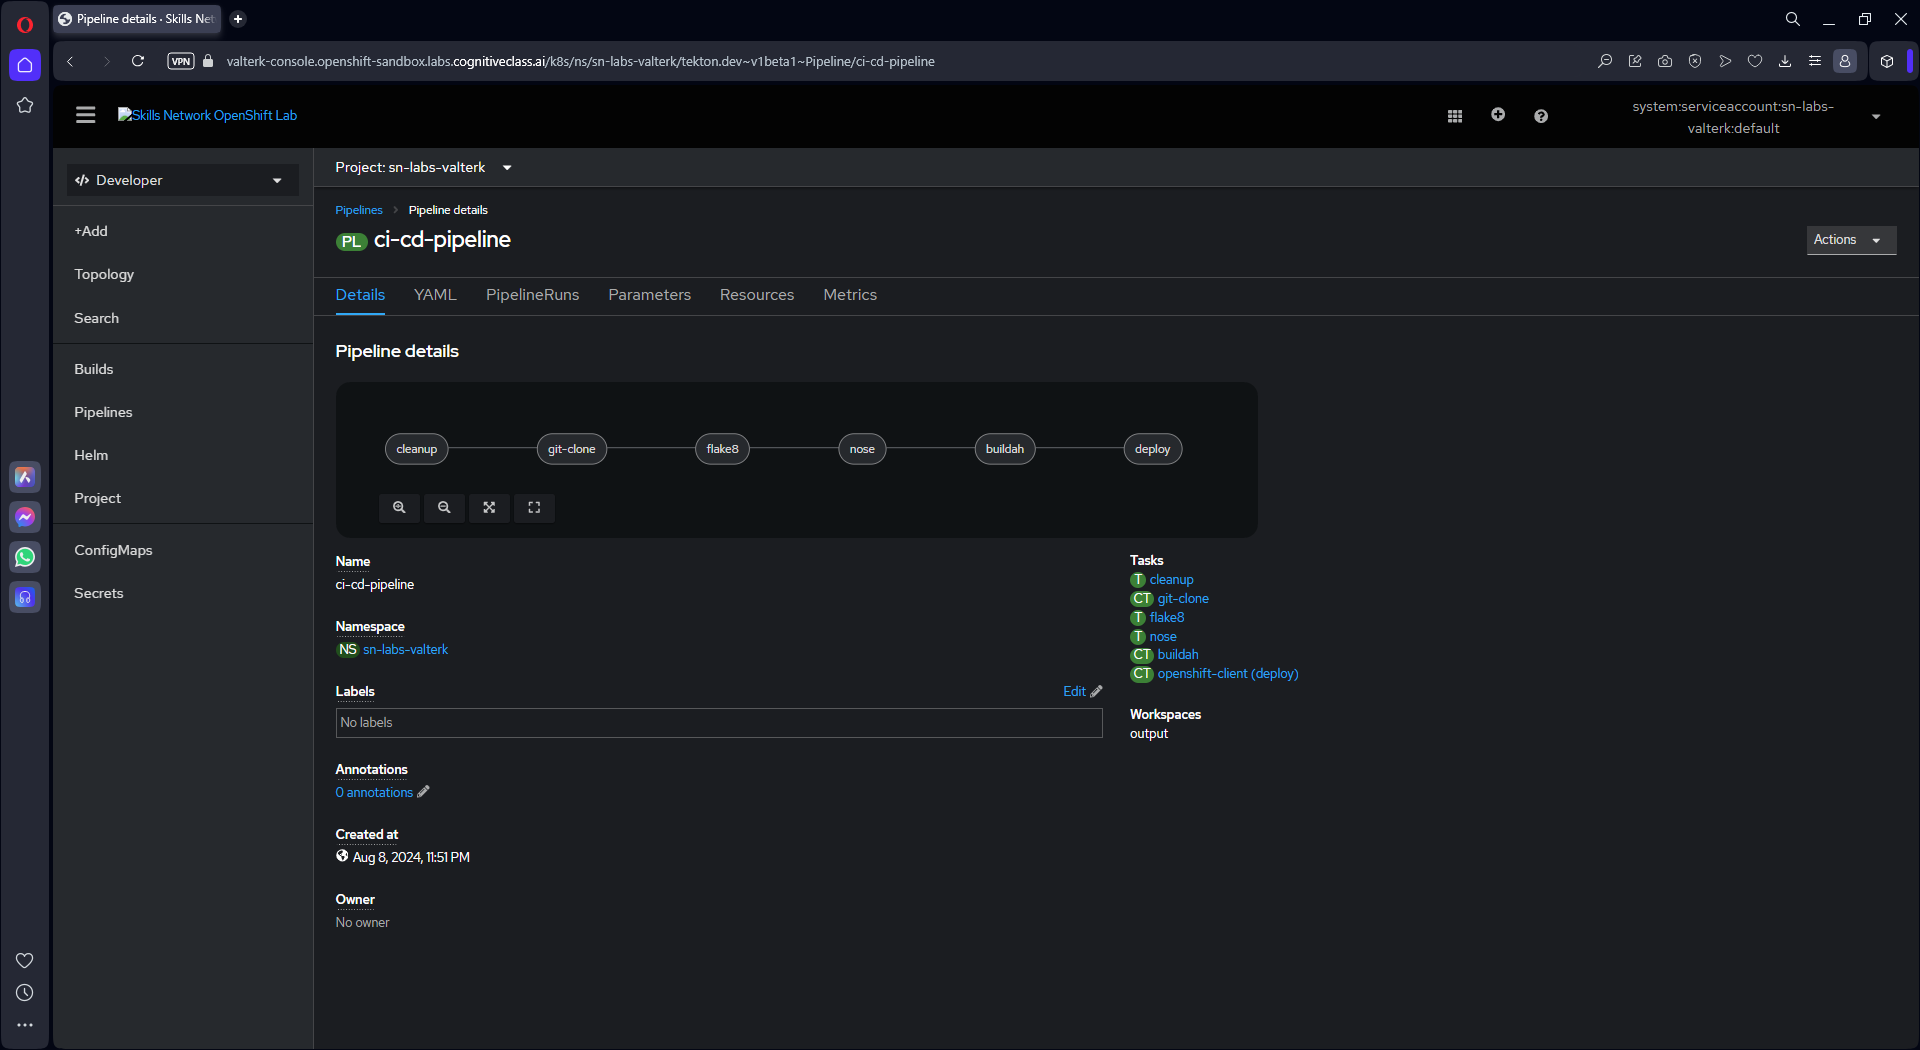 Pipeline details · Skills Net
VPN
valterk-console.openshift-sandbox.labs.cognitiveclass.ai/k8s/ns/sn-labs-valterk/tekton.dev~v1beta1~Pipeline/ci-cd-pipeline
Skills Network OpenShift Lab
system:serviceaccount:sn-labs-
valterk:default
Developer
Project: sn-labs-valterk
+Add
Topology
Search
Builds
Pipelines
Helm
Project
ConfigMaps
Secrets
Pipelines
Pipeline details
PL ci-cd-pipeline
Actions
Details YAML PipelineRuns Parameters Resources Metrics
Pipeline details
cleanup git-clone flake8 nose buildah deploy
Name
ci-cd-pipeline
Namespace
NS sn-labs-valterk
Labels
Edit
No labels
Annotations
0 annotations
Created at
Aug 8, 2024, 11:51 PM
Owner
No owner
Tasks
T cleanup
CT git-clone
T flake8
T nose
CT buildah
CT openshift-client (deploy)
Workspaces
output